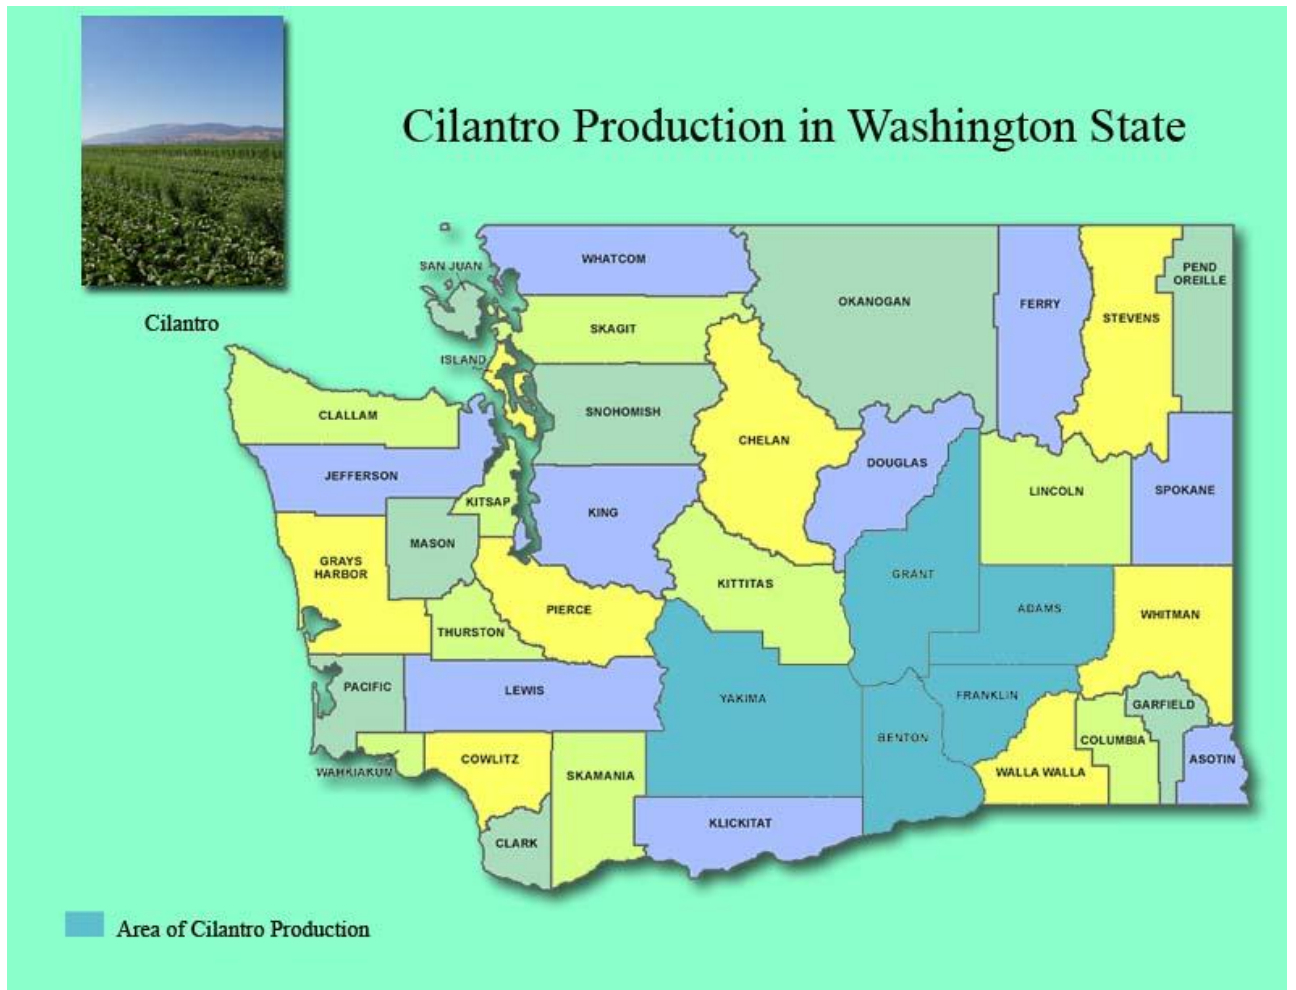 Cilantro Production in Washington State
Cilantro
SAN JUAN
WHATCOM
SKAGIT
ISLAND
SNOHOMISH
OKANOGAN
FERRY
STEVENS
PEND
OREILLE
CLALLAM
JEFFERSON
KITSAP
KING
CHELAN
DOUGLAS
LINCOLN
SPOKANE
GRAYS
HARBOR
MASON
PIERCE
KITTITAS
GRANT
ADAMS
WHITMAN
THURSTON
PACIFIC
LEWIS
YAKIMA
BENTON
FRANKLIN
GARFIELD
COLUMBIA
WALLA WALLA
ASOTIN
WAHKIAKUM
COWLITZ
SKAMANIA
CLARK
KLICKITAT
Area of Cilantro Production